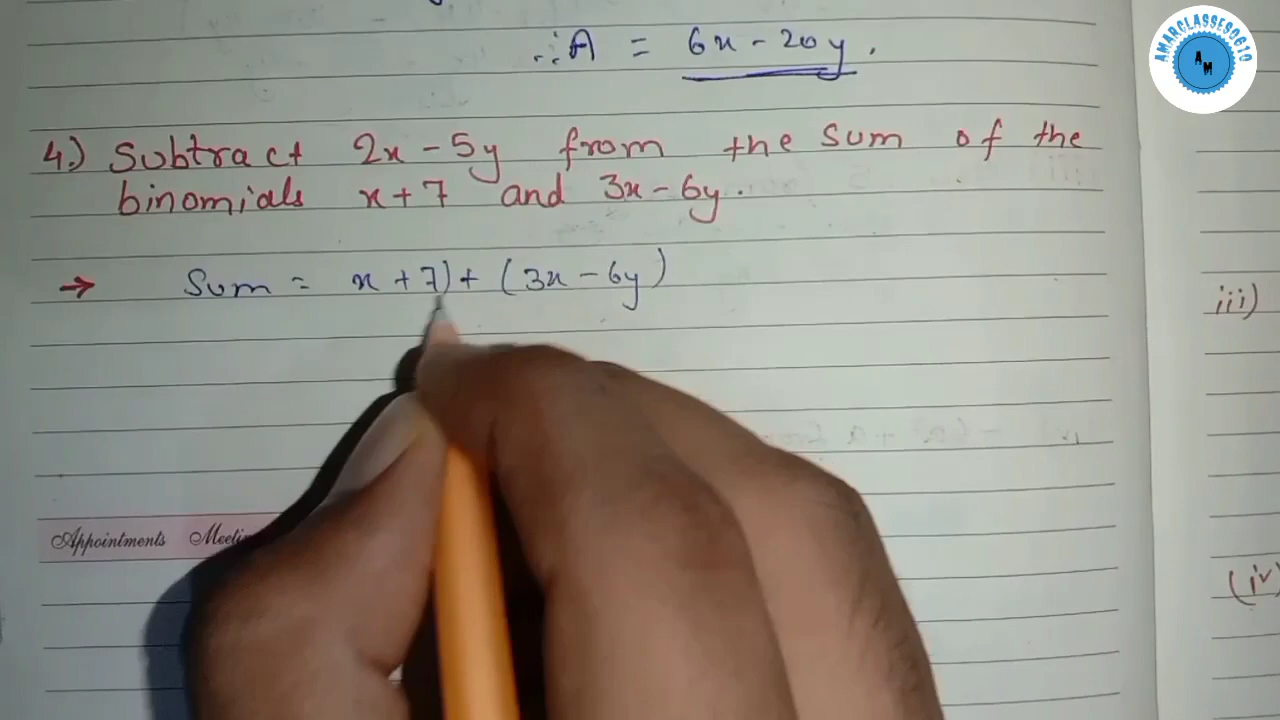 ∴ A = 6x - 20y.
4.) Subtract 2x - 5y from the sum of the
binomials x + 7 and 3x - 6y.
→ Sum = x + 7) + (3x - 6y)
iii)
(iv
Appointments
AMARCLASSES0610
AM